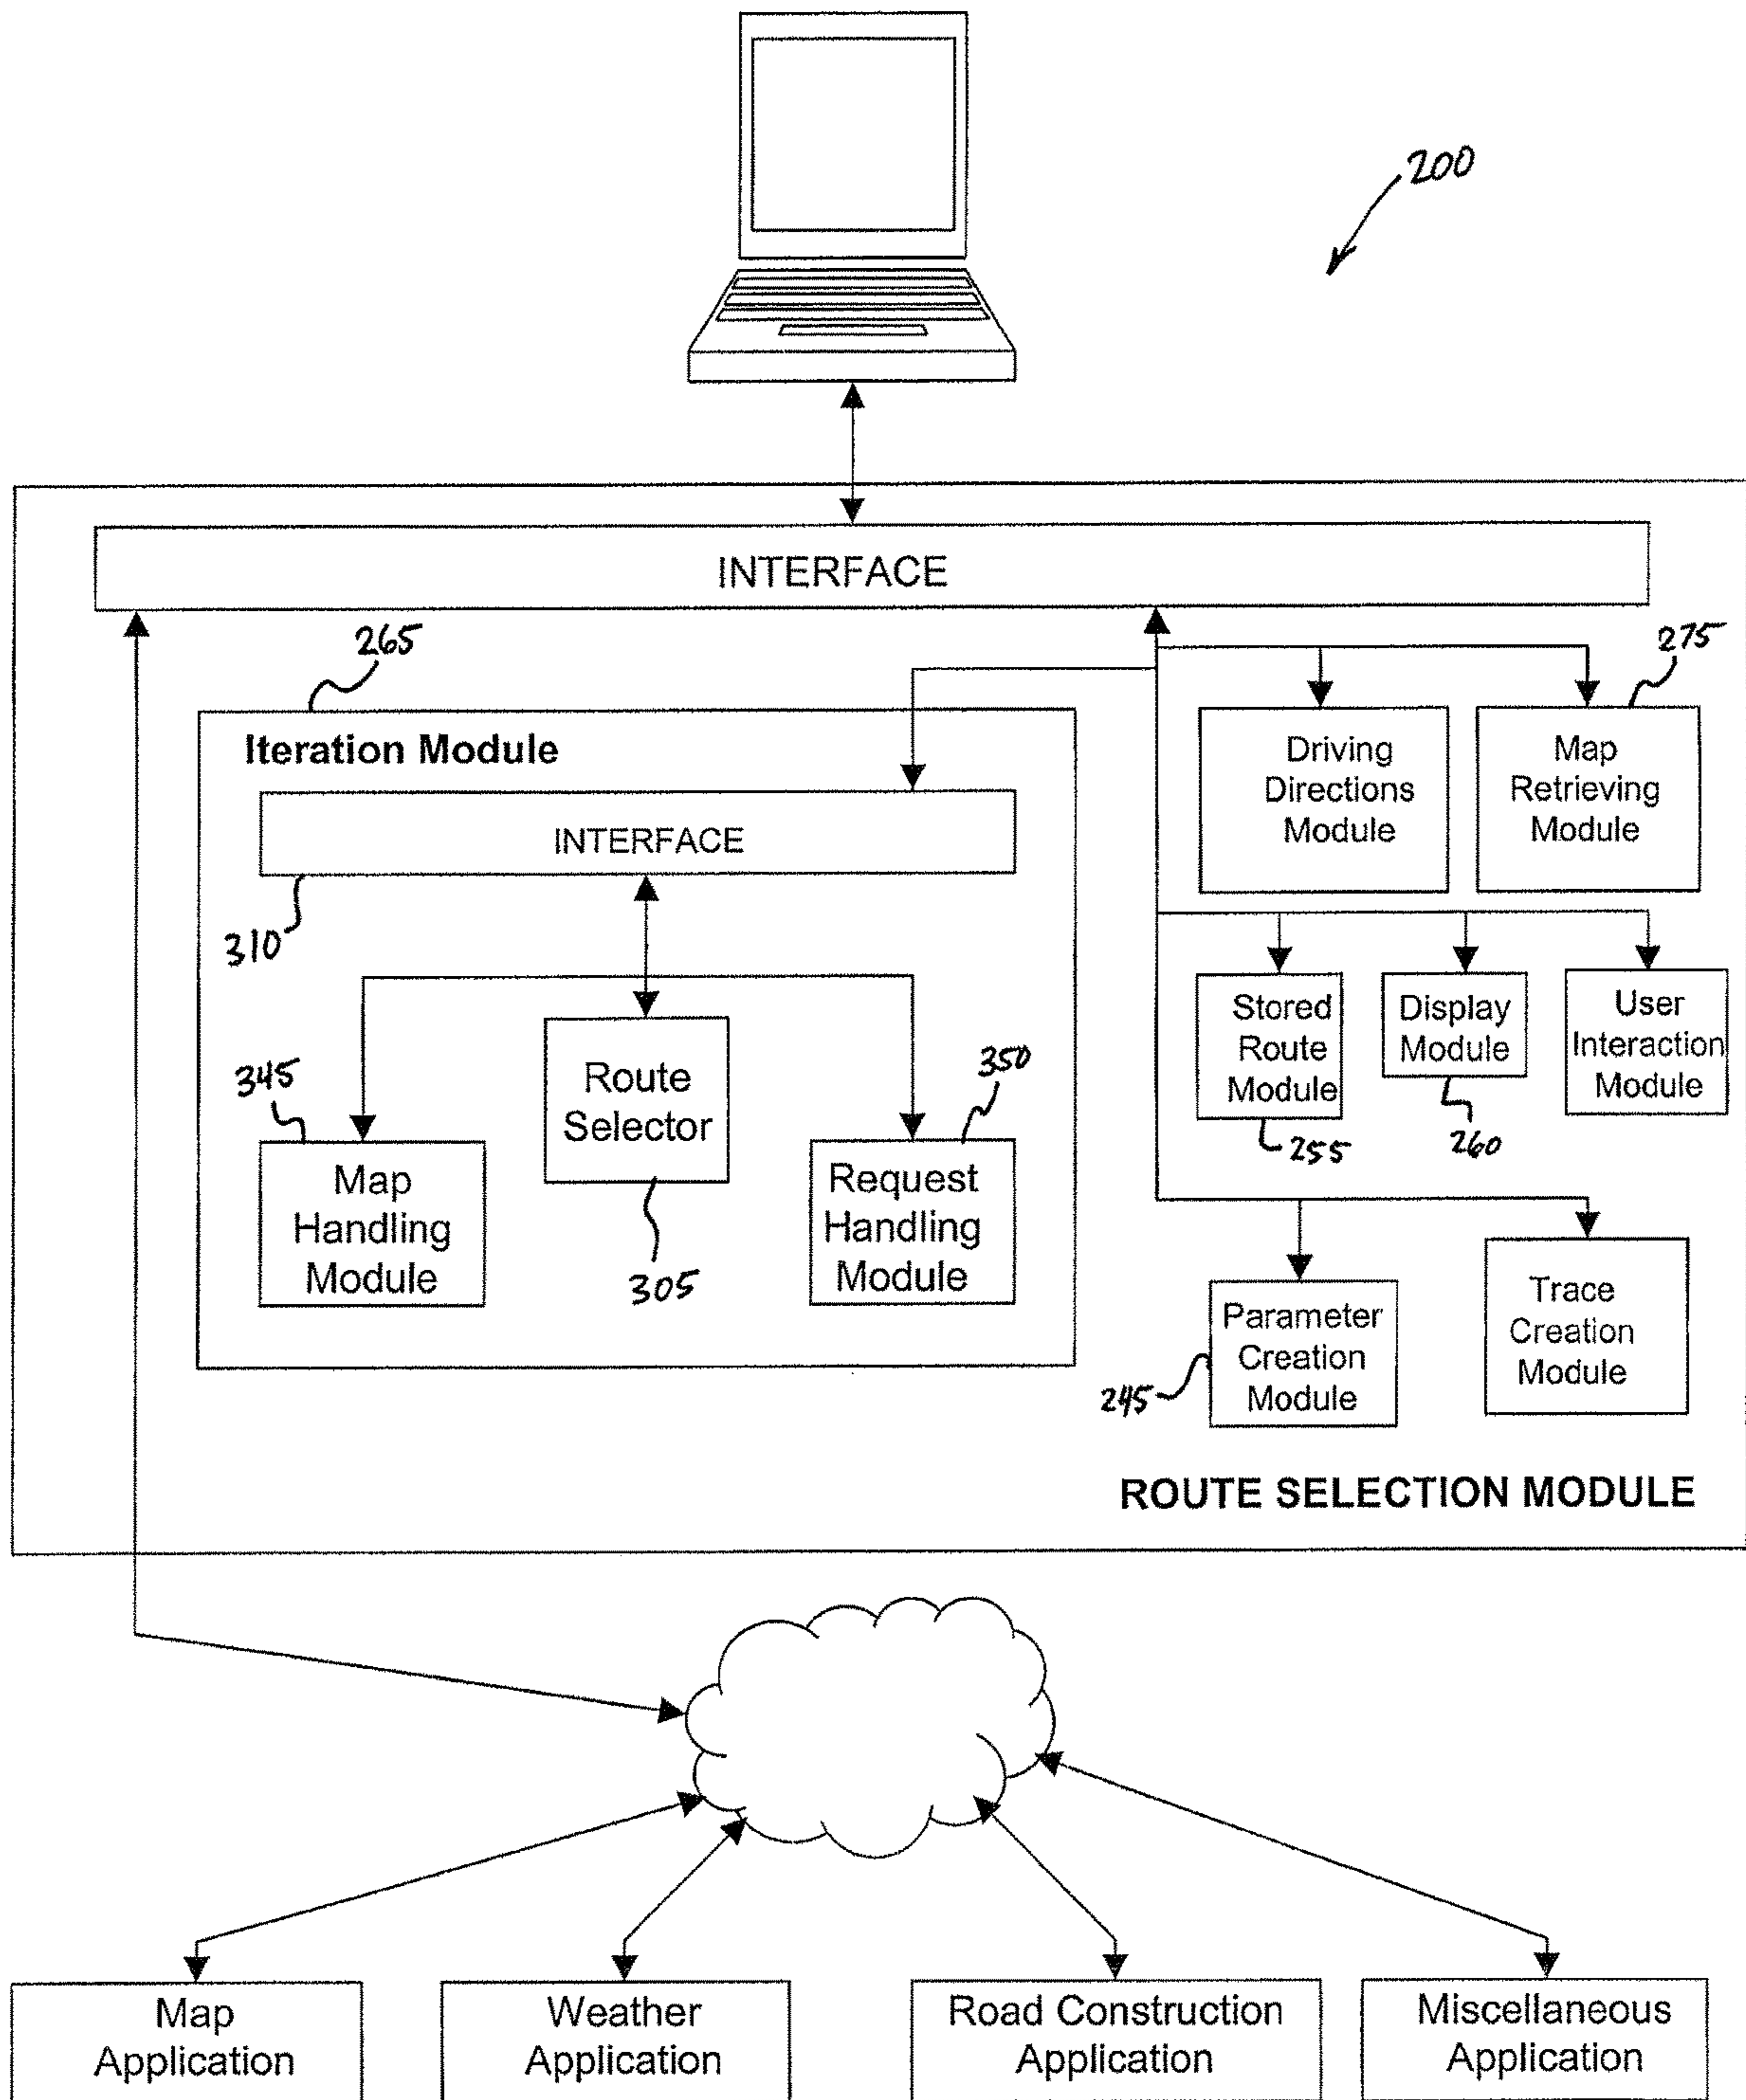 200
INTERFACE
265
275
Iteration Module
Driving
Directions
Module
Map
Retrieving
Module
INTERFACE
310
Stored
Route
Module
Display
Module
User
Interaction
Module
255
260
345
Route
Selector
350
Map
Handling
Module
305
Request
Handling
Module
Parameter
Creation
Module
245
Trace
Creation
Module
ROUTE SELECTION MODULE
Map
Application
Weather
Application
Road Construction
Application
Miscellaneous
Application